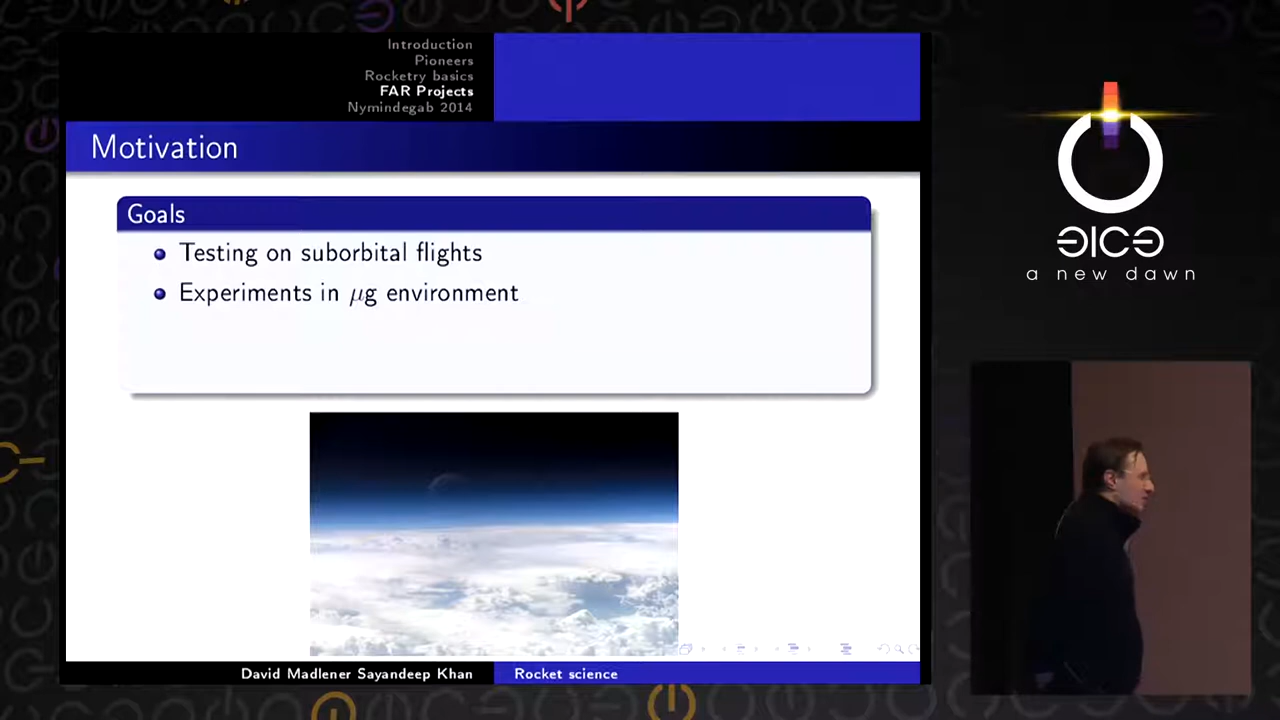 Introduction
Pioneers
Rocketry basics
FAR Projects
Nymindegab 2014
Motivation
Goals
Testing on suborbital flights
Experiments in μg environment
David Madlener Sayandeep Khan
Rocket science
ƎICƎ
a new dawn